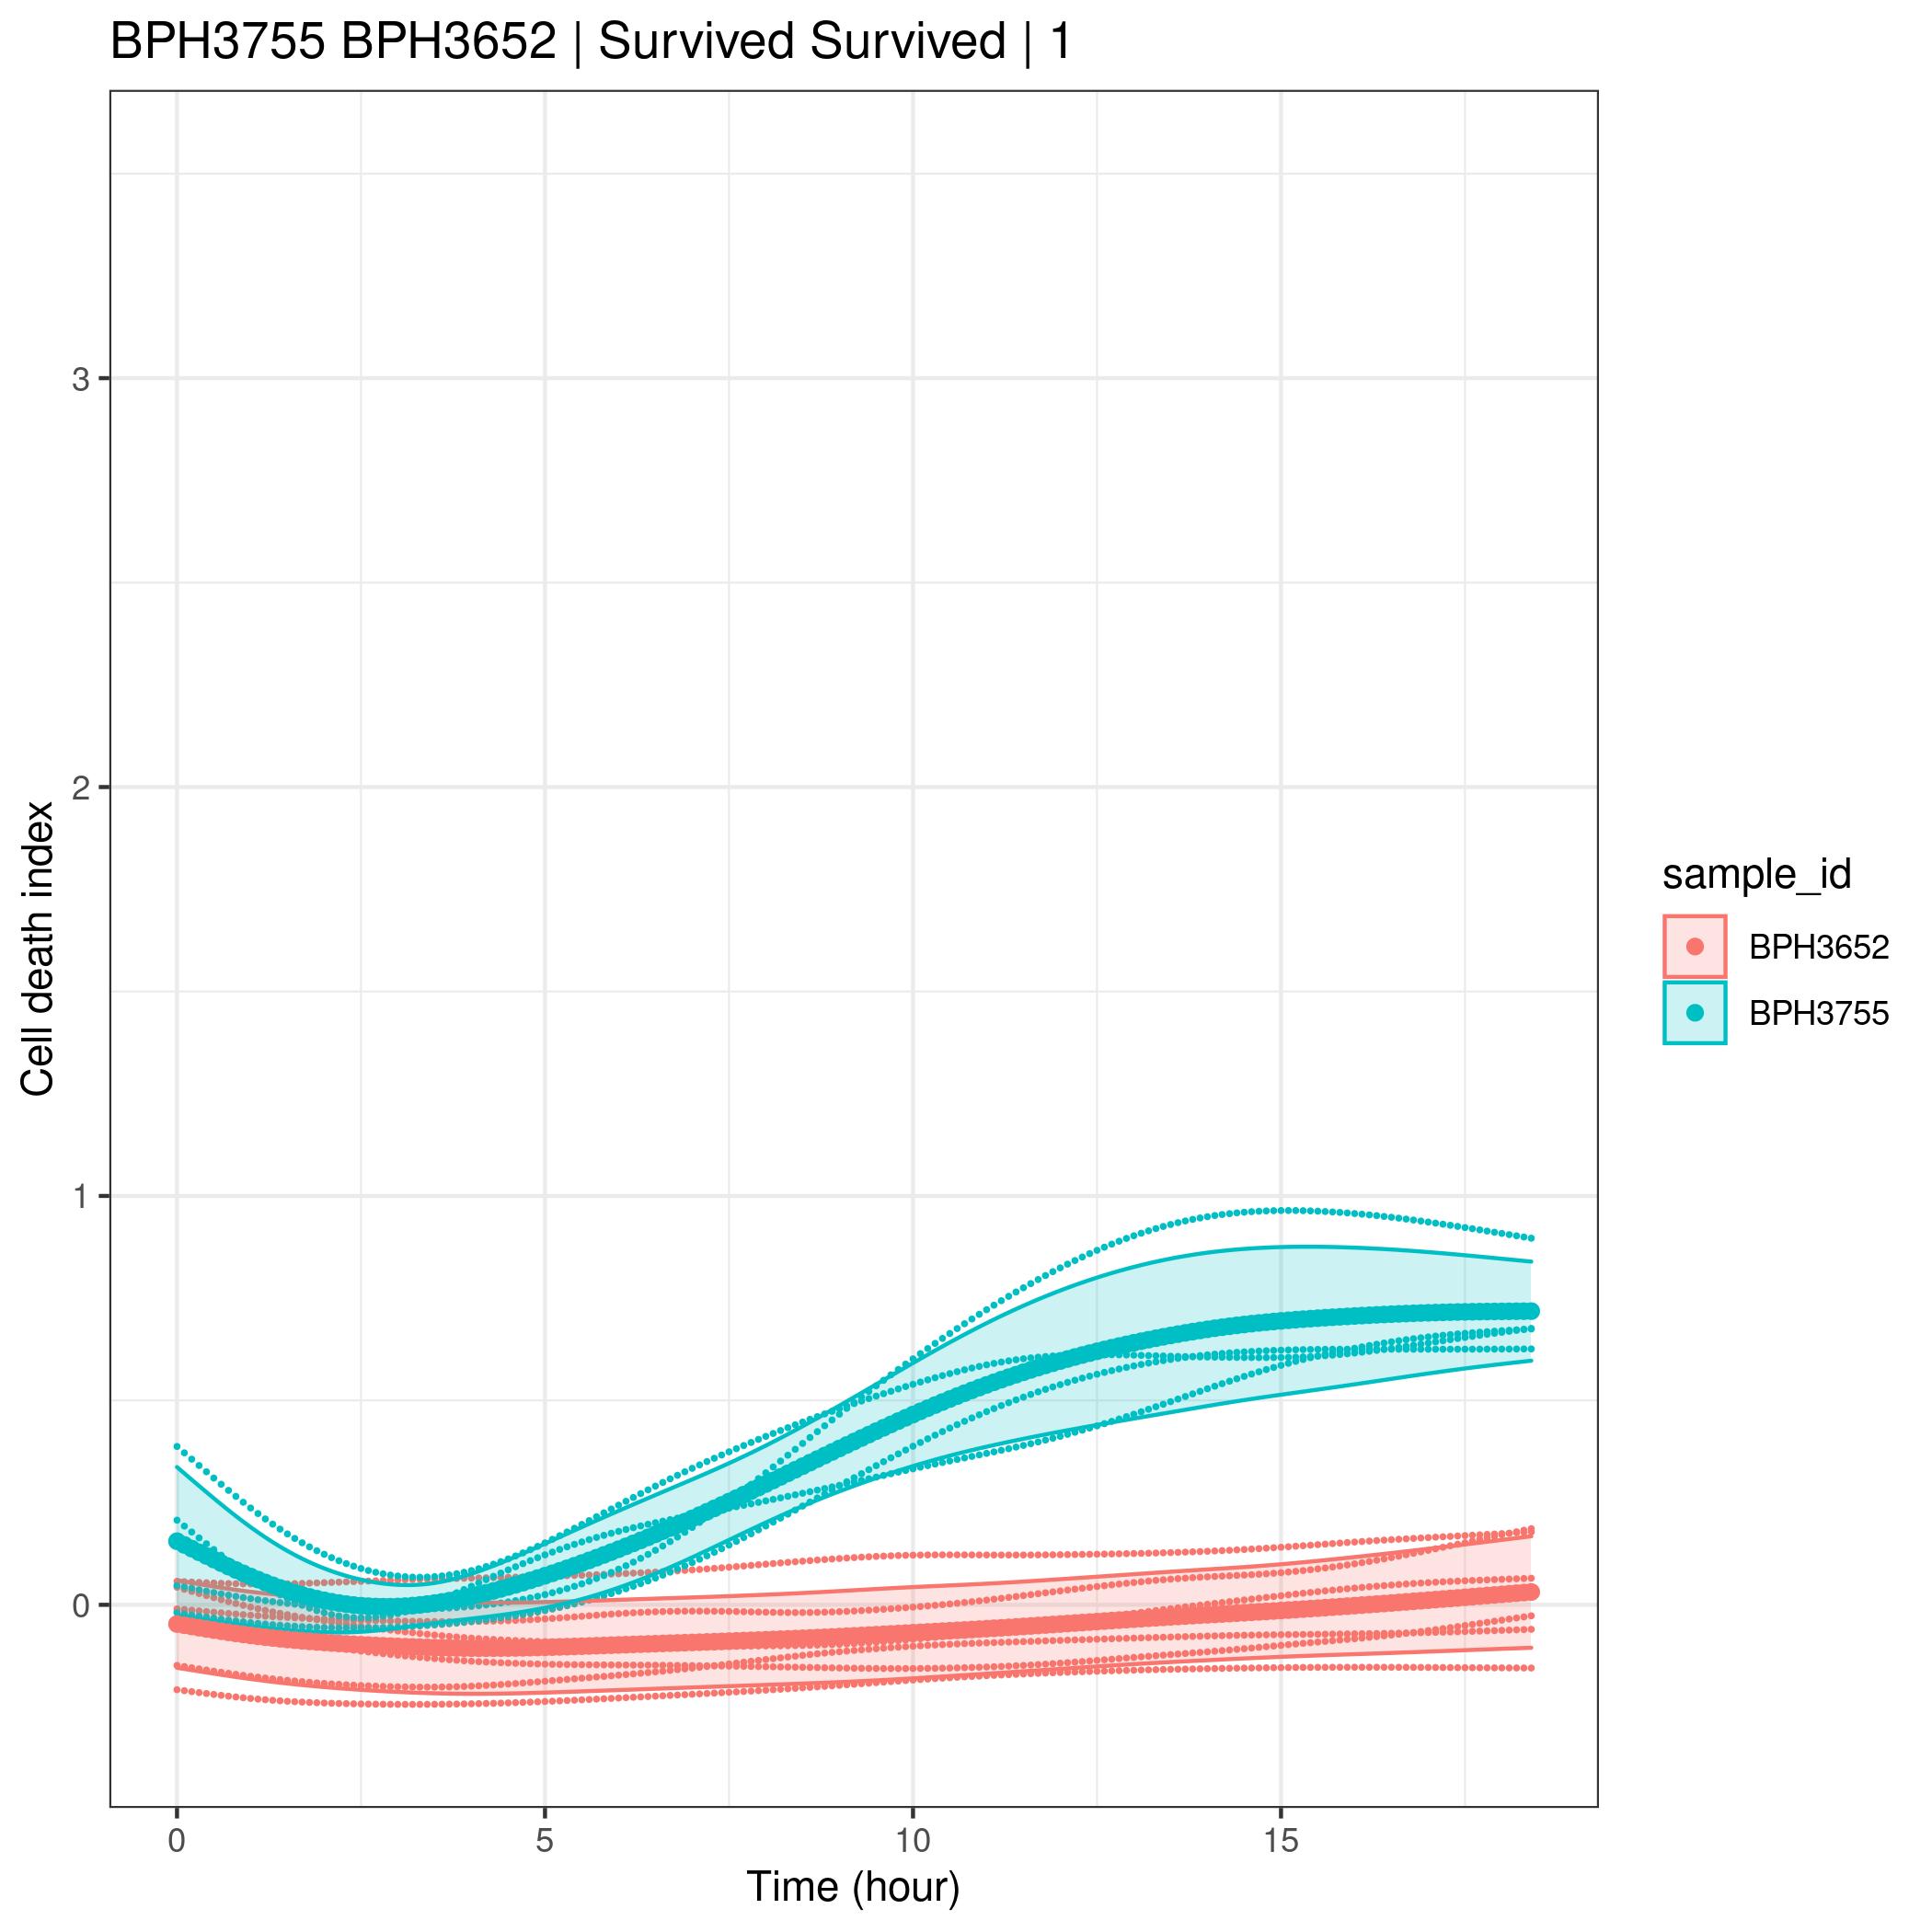 BPH3755 BPH3652 | Survived Survived | 1
3
2
1
0
Cell death index
0 5 10 15
Time (hour)
sample_id
BPH3652
BPH3755